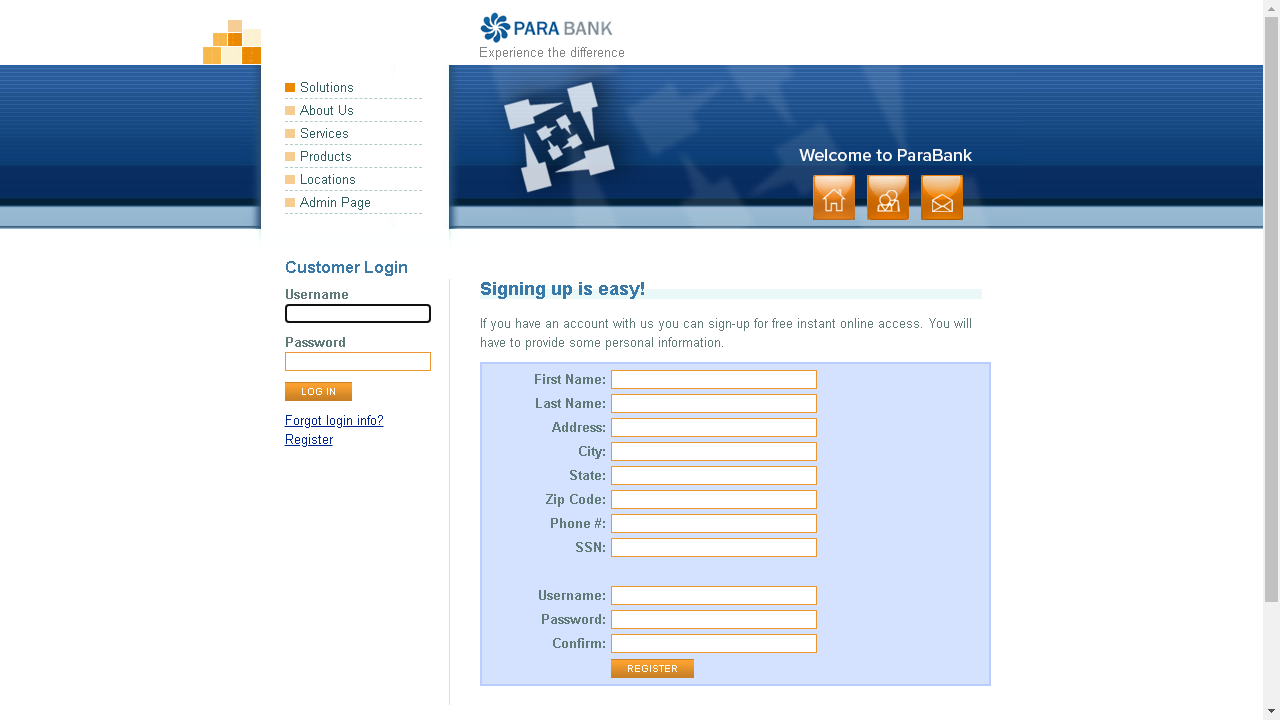 PARA BANK
Experience the difference
Solutions
About Us
Services
Products
Locations
Admin Page
Welcome to ParaBank
Customer Login
Username
Password
LOG IN
Forgot login info?
Register
Signing up is easy!
If you have an account with us you can sign-up for free instant online access. You will
have to provide some personal information.
First Name:
Last Name:
Address:
City:
State:
Zip Code:
Phone #:
SSN:
Username:
Password:
Confirm:
REGISTER